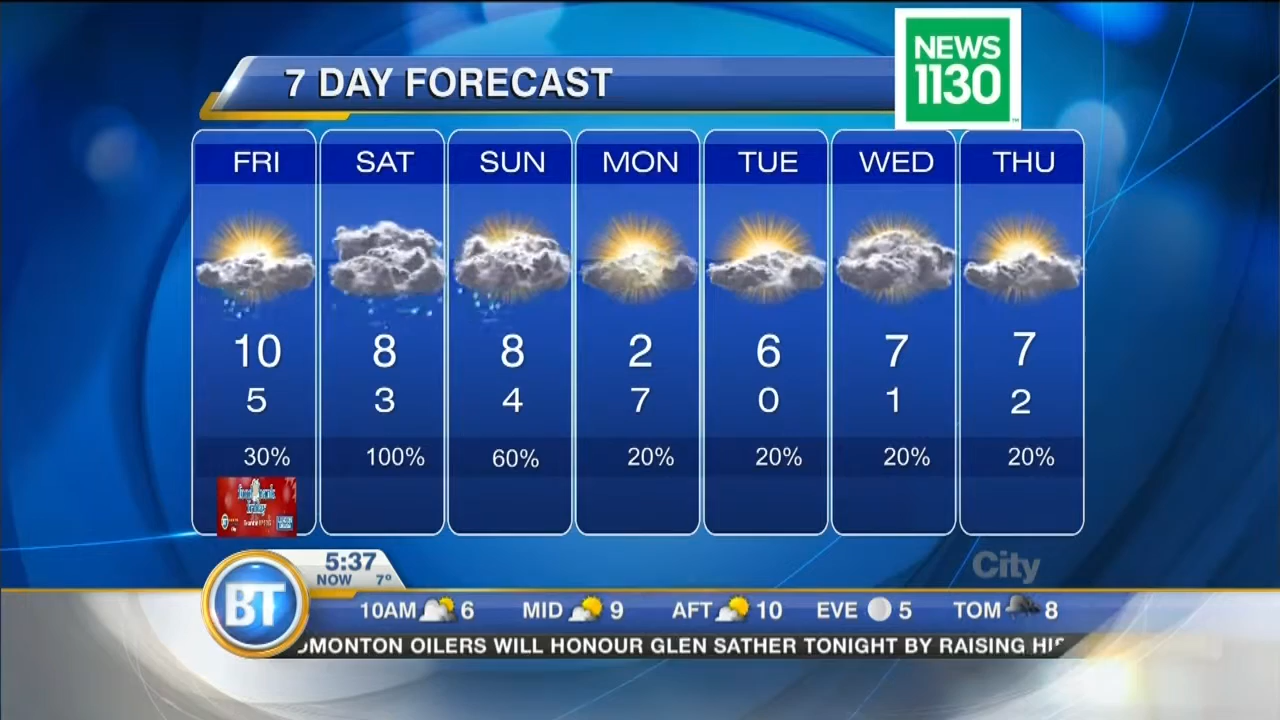 NEWS
1130
7 DAY FORECAST
FRI SAT SUN MON TUE WED THU
10 8 8 2 6 7 7
5 3 4 7 0 1 2
30% 100% 60% 20% 20% 20% 20%
friday
5:37
NOW 7°
City
BT
10AM 6 MID 9 AFT 10 EVE 5 TOM 8
DMONTON OILERS WILL HONOUR GLEN SATHER TONIGHT BY RAISING HIS